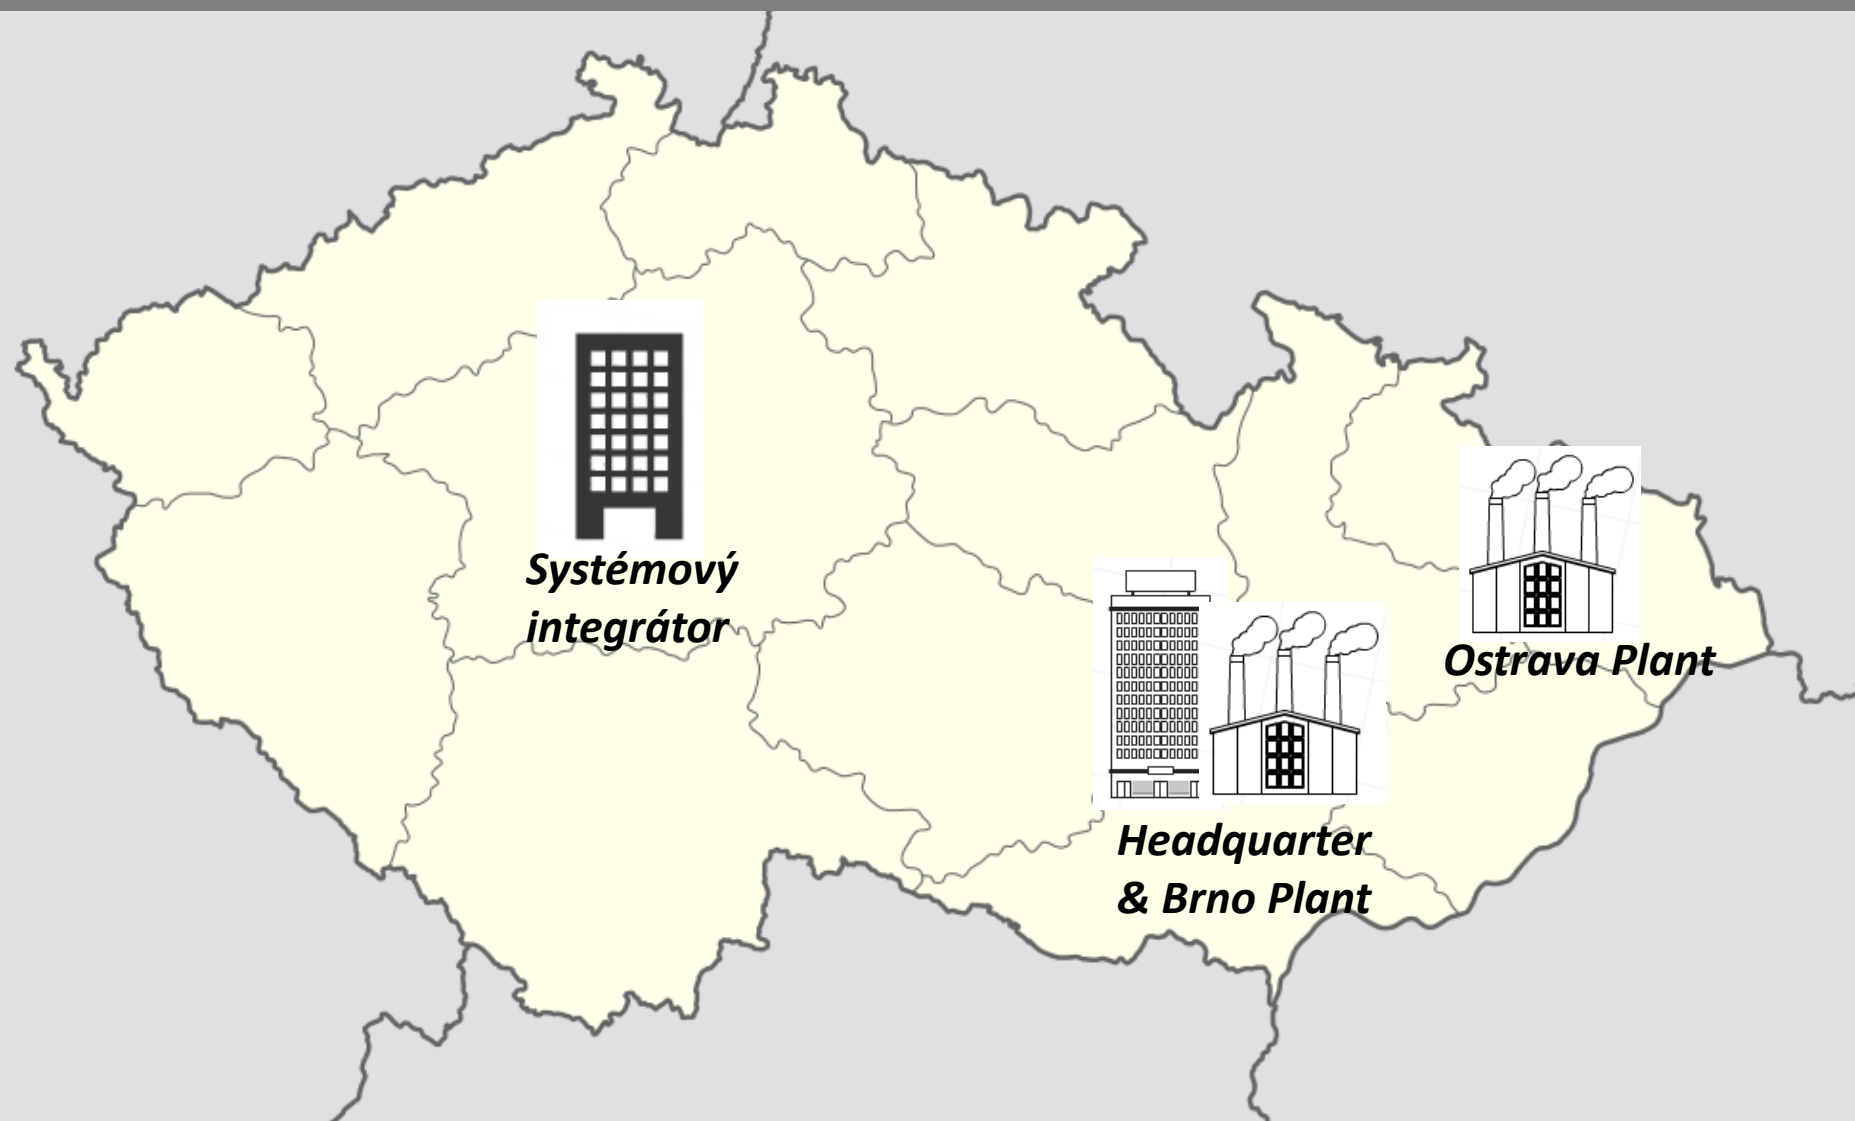 Systémový
integrátor
Ostrava Plant
Headquarter
& Brno Plant